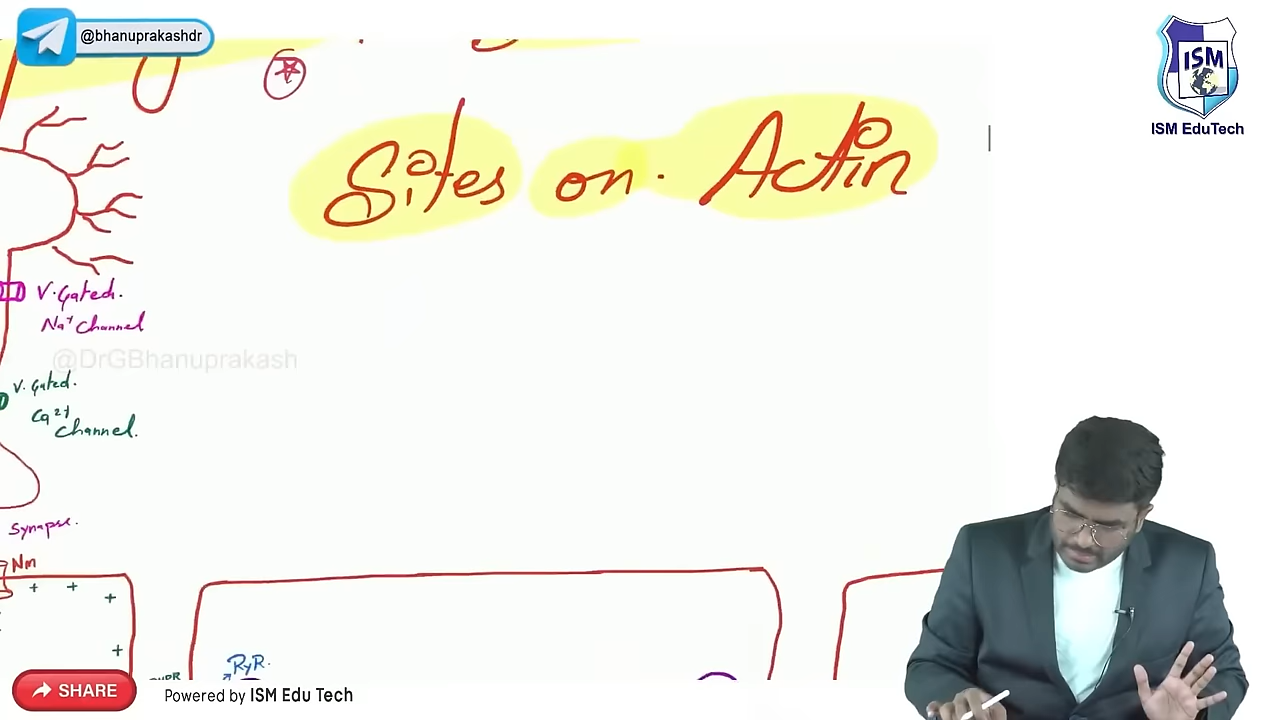 @bhanuprakashdr
ISM
ISM EduTech
Sites on Actin
V.Gated.
Na+ Channel
@DrGBhanuprakash
V.Gated.
Ca2+
Channel.
Synapse.
Nm
+ + +
+
RyR.
SHARE
Powered by ISM Edu Tech